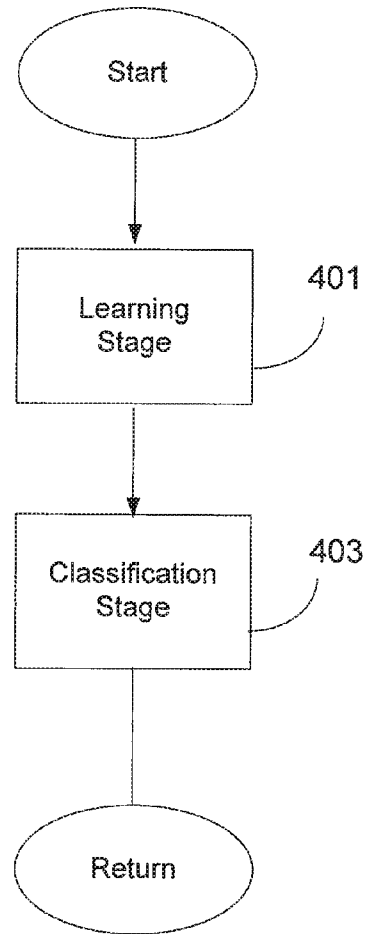 Start
Learning
Stage
401
Classification
Stage
403
Return